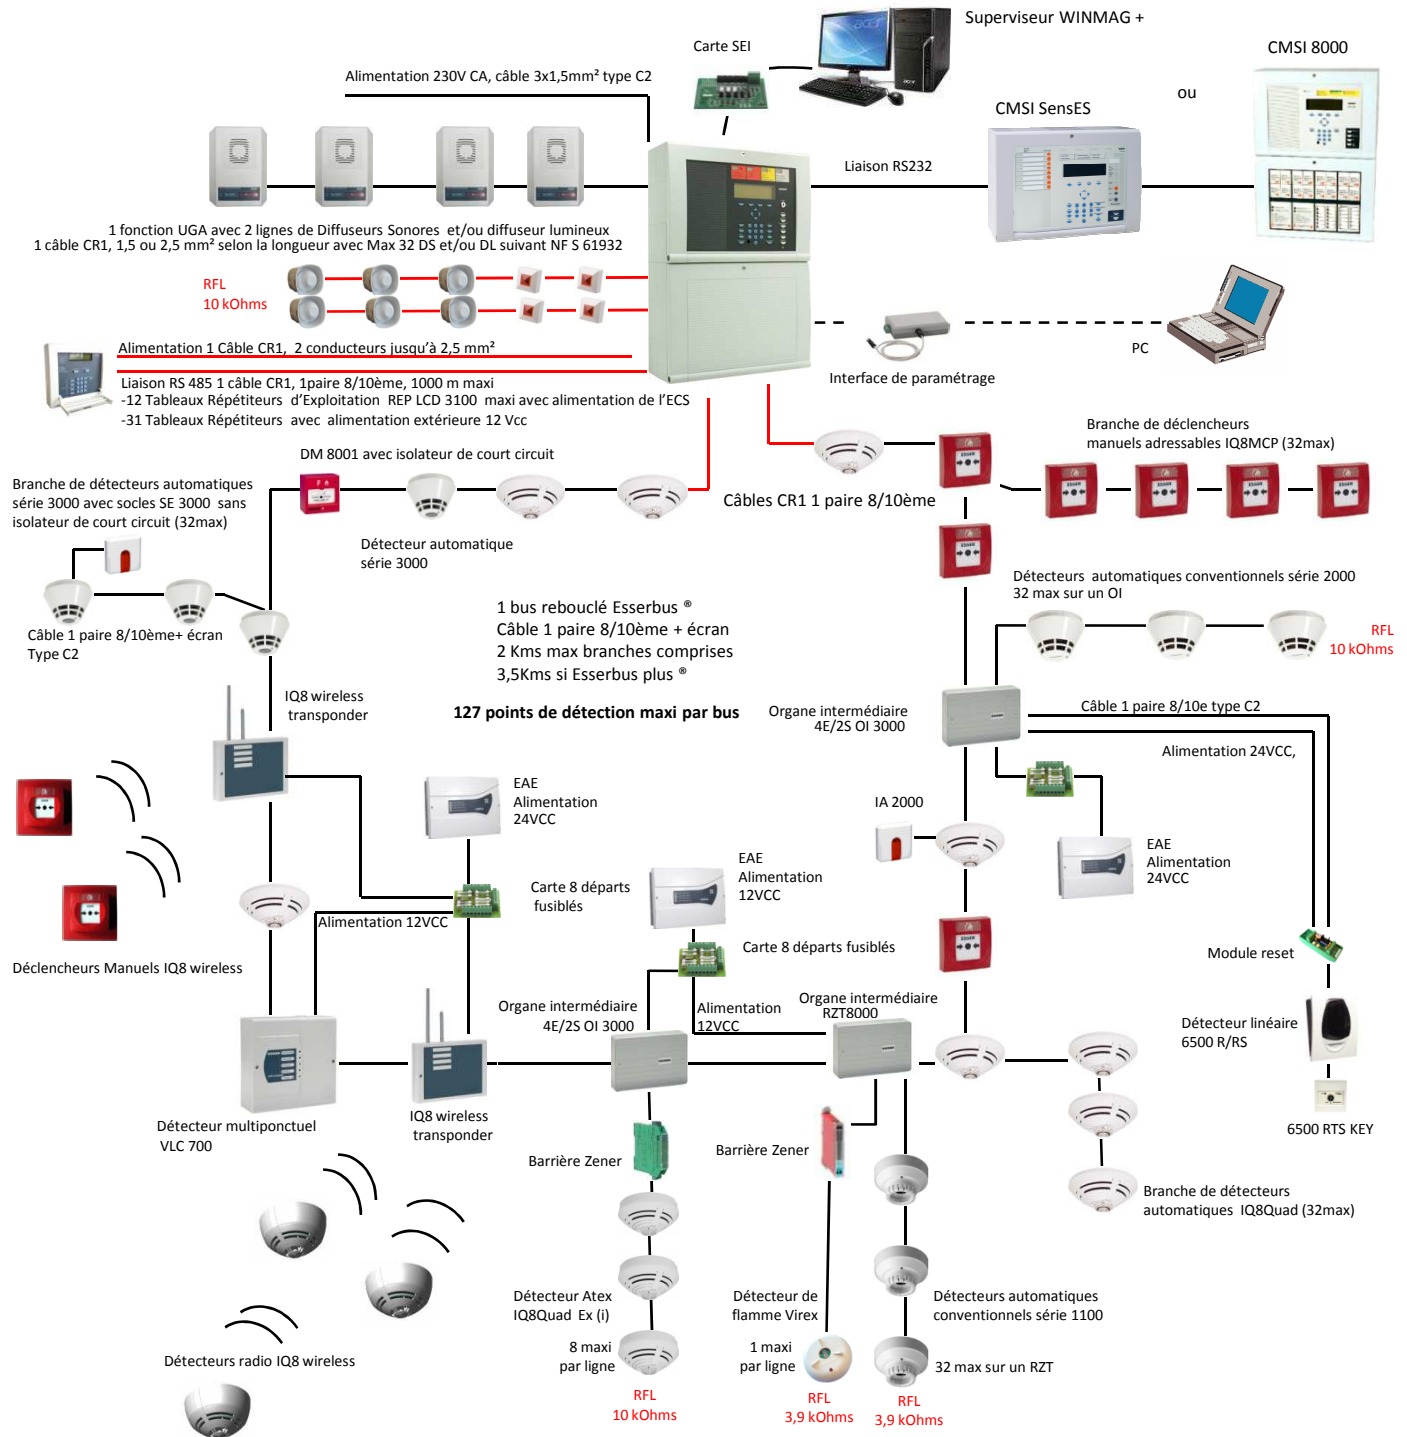 Superviseur WINMAG +
Carte SEI
CMSI 8000
Alimentation 230V CA, câble 3x1,5mm² type C2
ou
CMSI SensES
Liaison RS232
1 fonction UGA avec 2 lignes de Diffuseurs Sonores et/ou diffuseur lumineux
1 câble CR1, 1,5 ou 2,5 mm² selon la longueur avec Max 32 DS et/ou DL suivant NF S 61932
RFL
10 kOhms
Alimentation 1 Câble CR1, 2 conducteurs jusqu'à 2,5 mm²
PC
Interface de paramétrage
Liaison RS 485 1 câble CR1, 1paire 8/10ème, 1000 m maxi
-12 Tableaux Répétiteurs d'Exploitation REP LCD 3100 maxi avec alimentation de l'ECS
-31 Tableaux Répétiteurs avec alimentation extérieure 12 Vcc
Branche de déclencheurs
manuels adressables IQ8MCP (32max)
DM 8001 avec isolateur de court circuit
Branche de détecteurs automatiques
série 3000 avec socles SE 3000 sans
isolateur de court circuit (32max)
Câbles CR1 1 paire 8/10ème
Détecteur automatique
série 3000
Détecteurs automatiques conventionnels série 2000
32 max sur un OI
1 bus rebouclé Esserbus ®
Câble 1 paire 8/10ème + écran
2 Kms max branches comprises
3,5Kms si Esserbus plus ®
Câble 1 paire 8/10ème+ écran
Type C2
RFL
10 kOhms
IQ8 wireless
transponder
127 points de détection maxi par bus
Organe intermédiaire
4E/2S OI 3000
Câble 1 paire 8/10e type C2
Alimentation 24VCC,
EAE
Alimentation
24VCC
IA 2000
EAE
Alimentation
24VCC
EAE
Alimentation
12VCC
Carte 8 départs
fusiblés
Alimentation 12VCC
Carte 8 départs fusiblés
Module reset
Déclencheurs Manuels IQ8 wireless
Organe intermédiaire
4E/2S OI 3000
Alimentation
12VCC
Organe intermédiaire
RZT8000
Détecteur linéaire
6500 R/RS
Détecteur multiponctuel
VLC 700
IQ8 wireless
transponder
6500 RTS KEY
Barrière Zener
Barrière Zener
Branche de détecteurs
automatiques IQ8Quad (32max)
Détecteur Atex
IQ8Quad Ex (i)
Détecteur de
flamme Virex
Détecteurs automatiques
conventionnels série 1100
8 maxi
par ligne
1 maxi
par ligne
32 max sur un RZT
Détecteurs radio IQ8 wireless
RFL
10 kOhms
RFL
3,9 kOhms
RFL
3,9 kOhms